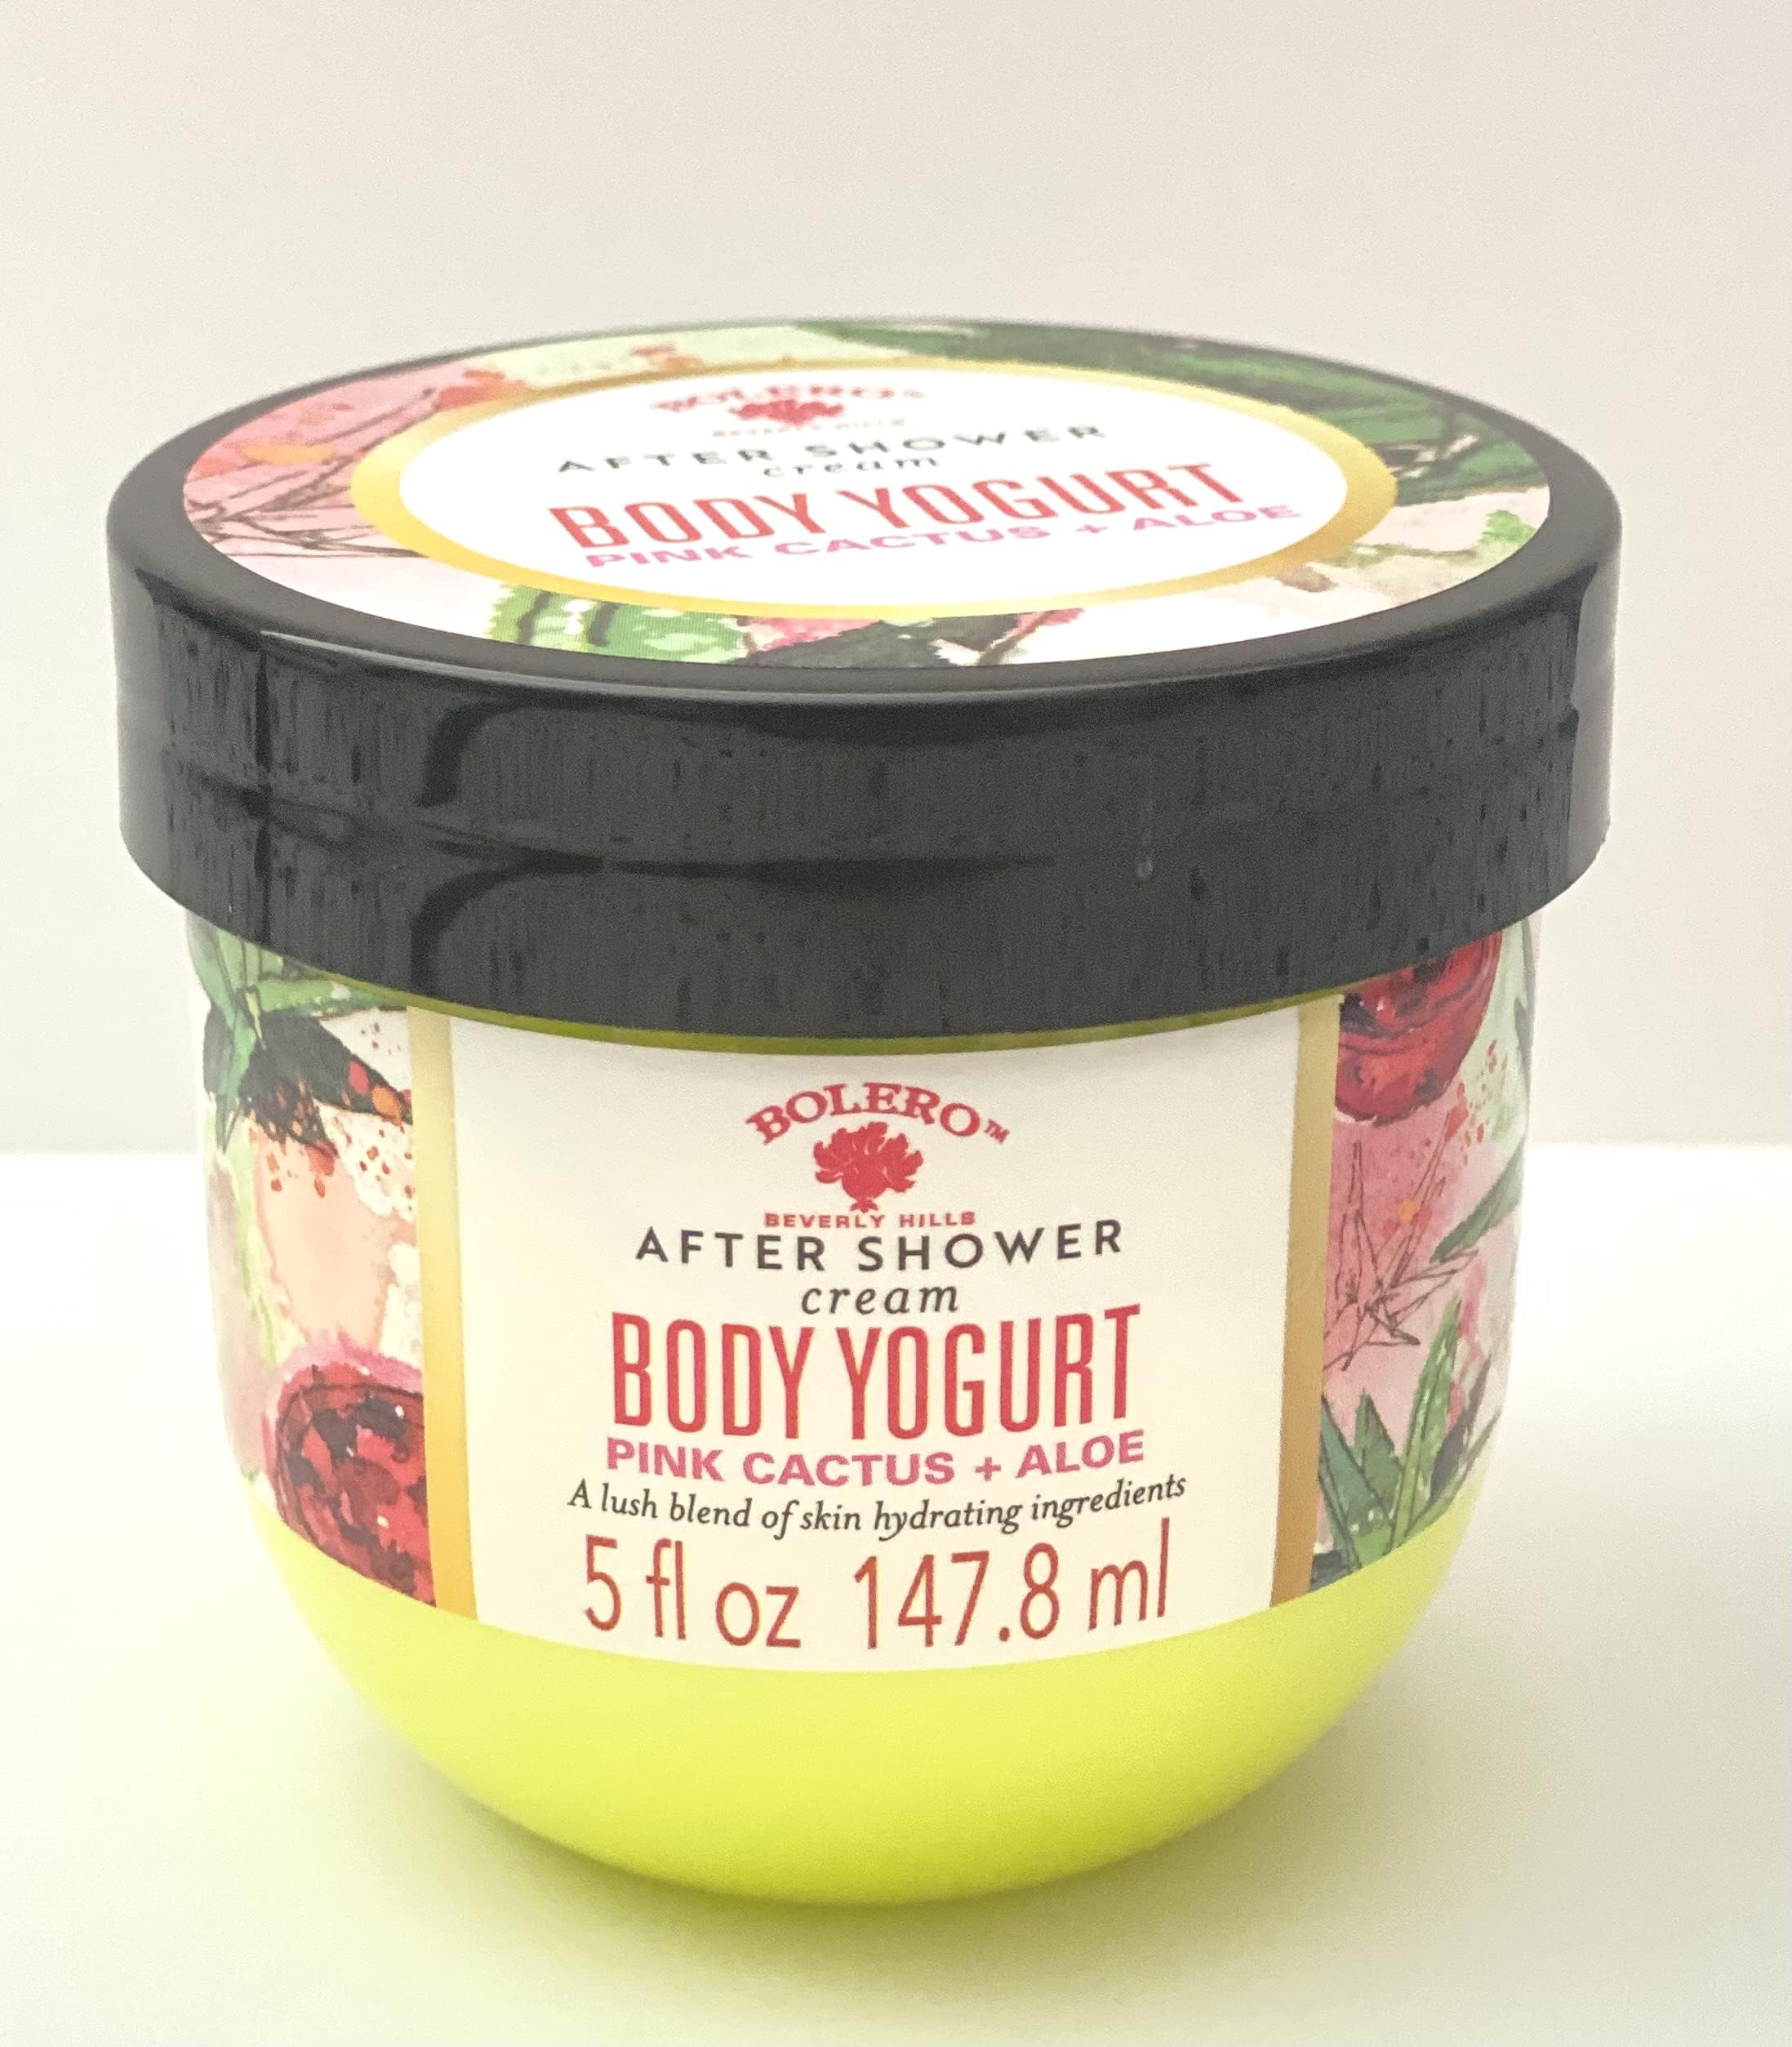 BOLERO™
BEVERLY HILLS
AFTER SHOWER
cream
BODY YOGURT
PINK CACTUS + ALOE
BOLERO™
BEVERLY HILLS
AFTER SHOWER
cream
BODY YOGURT
PINK CACTUS + ALOE
A lush blend of skin hydrating ingredients
5 fl oz 147.8 ml